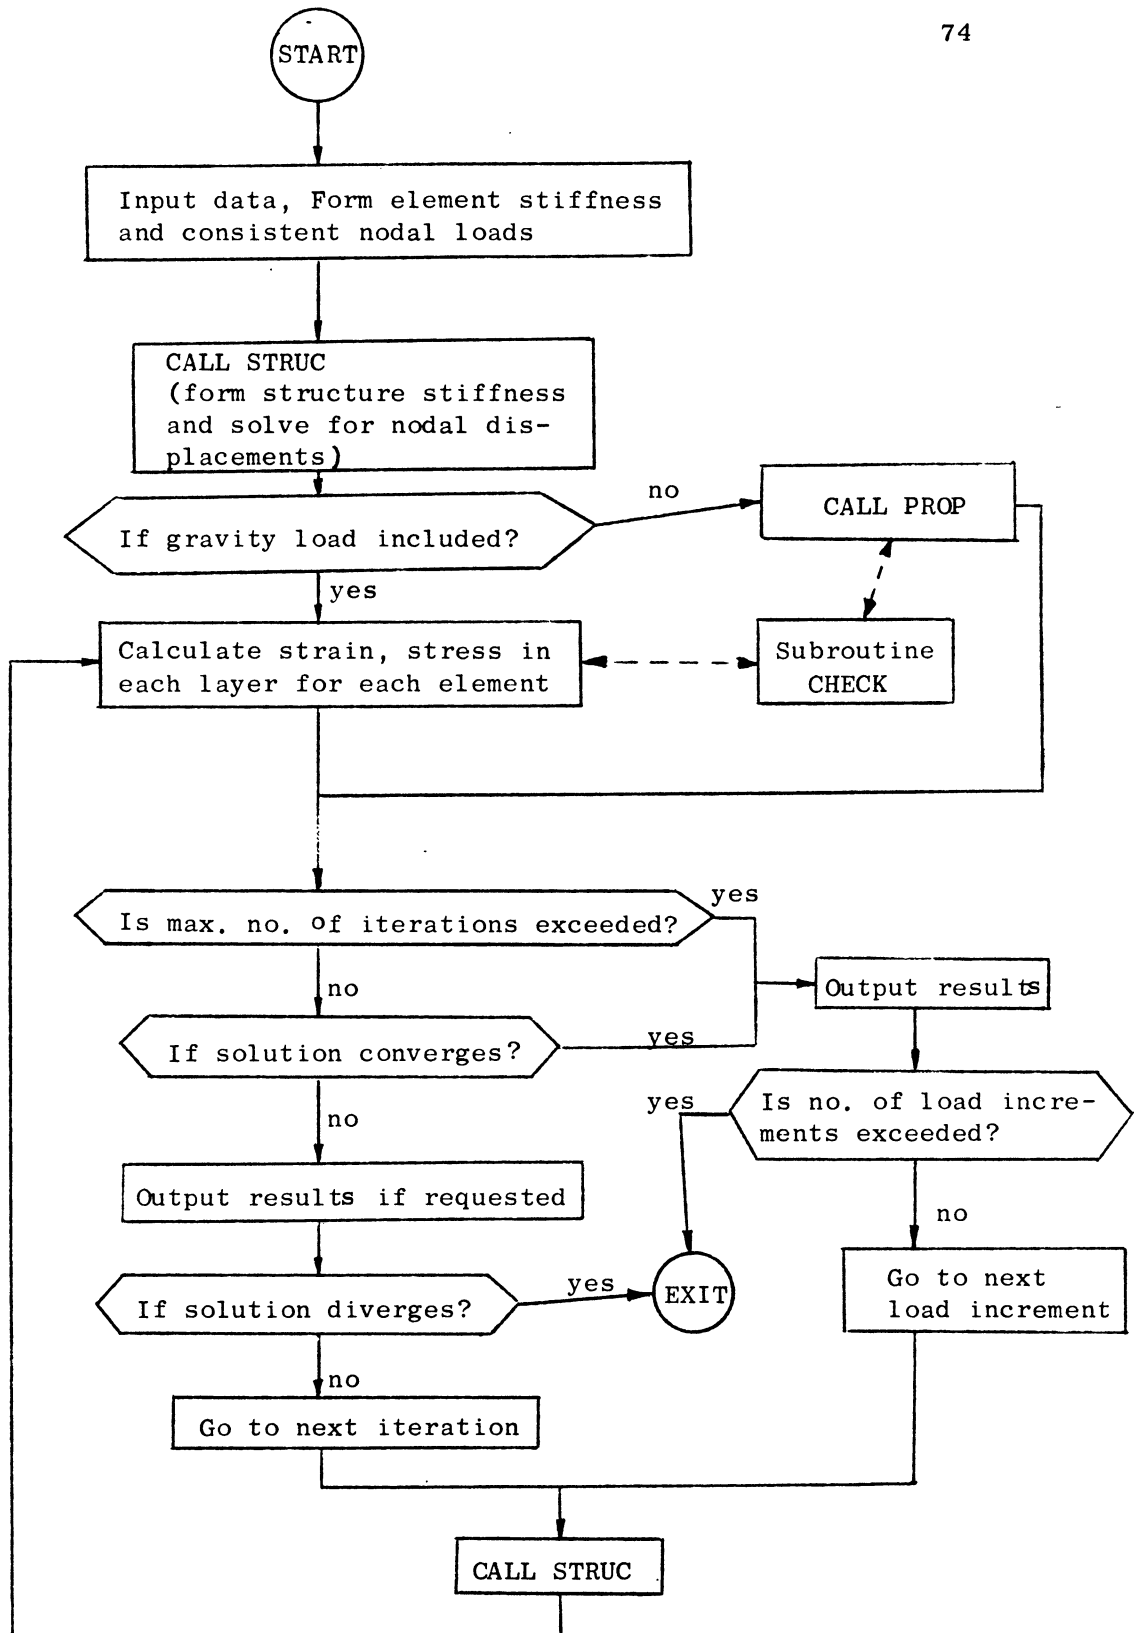 74
START
Input data, Form element stiffness
and consistent nodal loads
CALL STRUC
(form structure stiffness
and solve for nodal dis-
placements)
no
CALL PROP
If gravity load included?
yes
Calculate strain, stress in
each layer for each element
Subroutine
CHECK
yes
Is max. no. of iterations exceeded?
no
Output results
If solution converges?
yes
yes
Is no. of load incre-
ments exceeded?
no
Output results if requested
no
If solution diverges?
yes
EXIT
Go to next
load increment
no
Go to next iteration
CALL STRUC